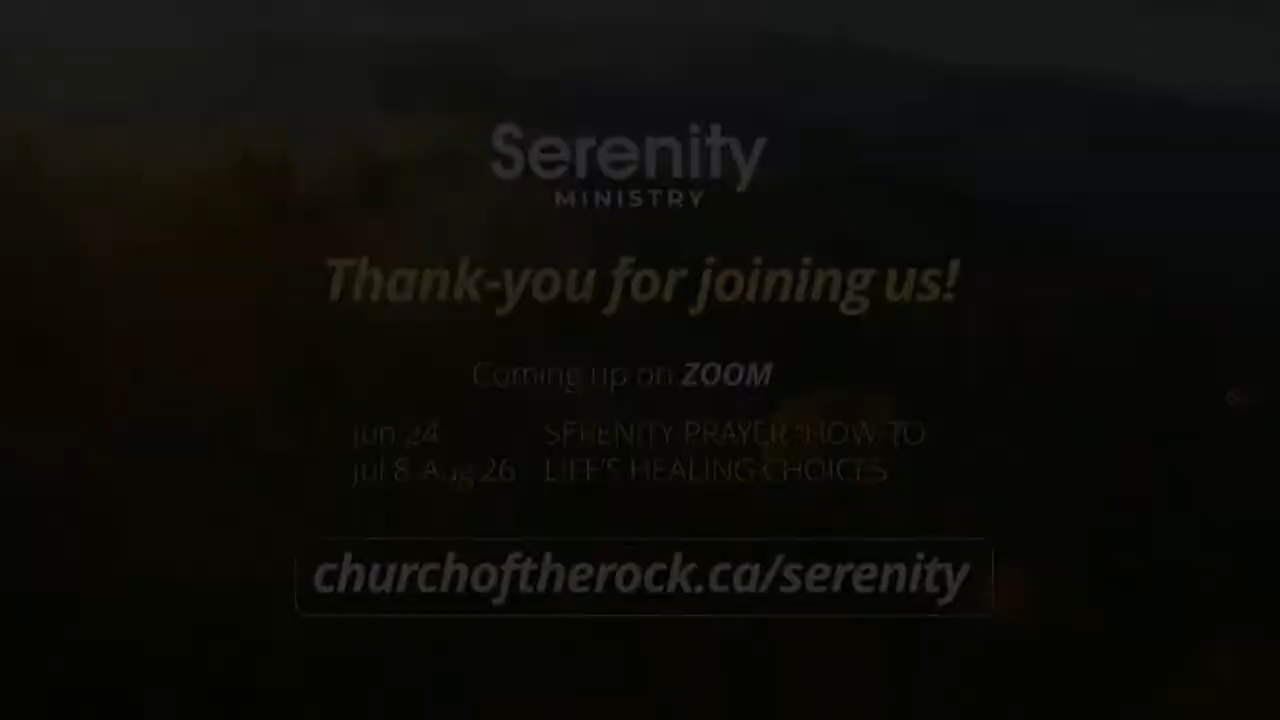 Serenity
MINISTRY
Thank-you for joining us!
Coming up on ZOOM
Jun 24 SERENITY PRAYER "HOW-TO
Jul 8-Aug 26 LIFE'S HEALING CHOICES
churchoftherock.ca/serenity